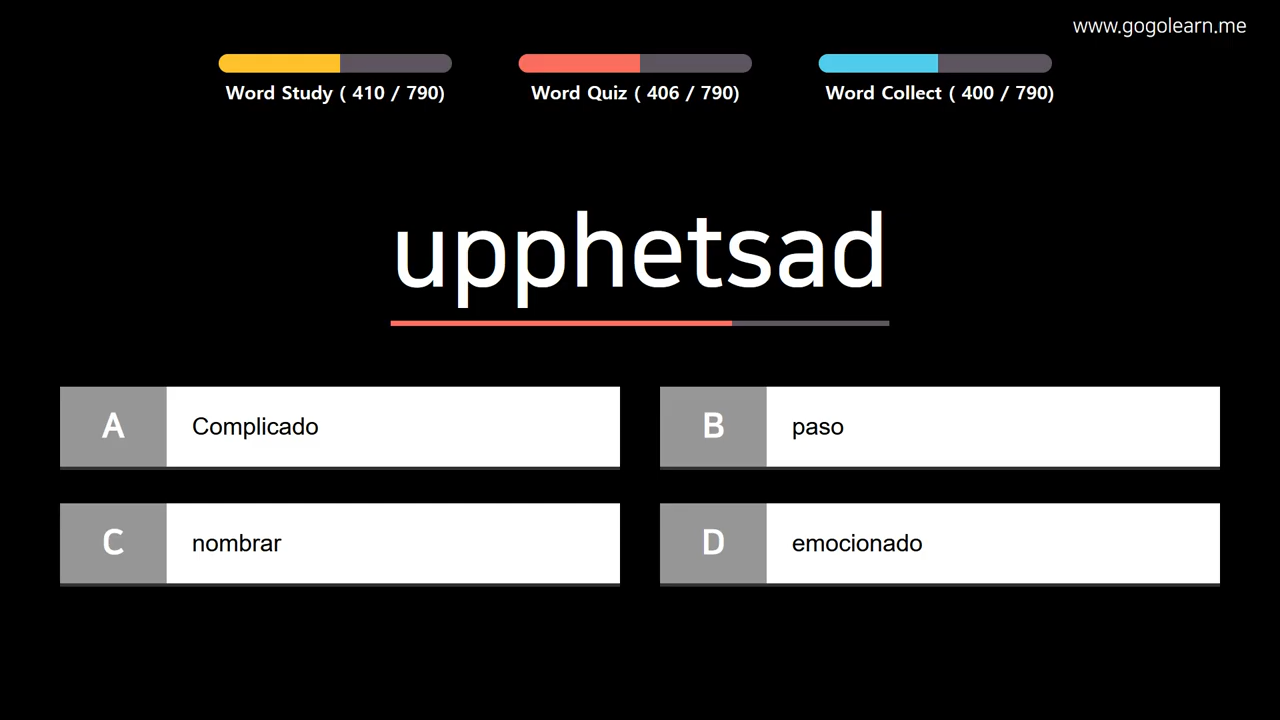 www.gogolearn.me
Word Study ( 410 / 790)
Word Quiz ( 406 / 790)
Word Collect ( 400 / 790)
upphetsad
A Complicado
B paso
C nombrar
D emocionado